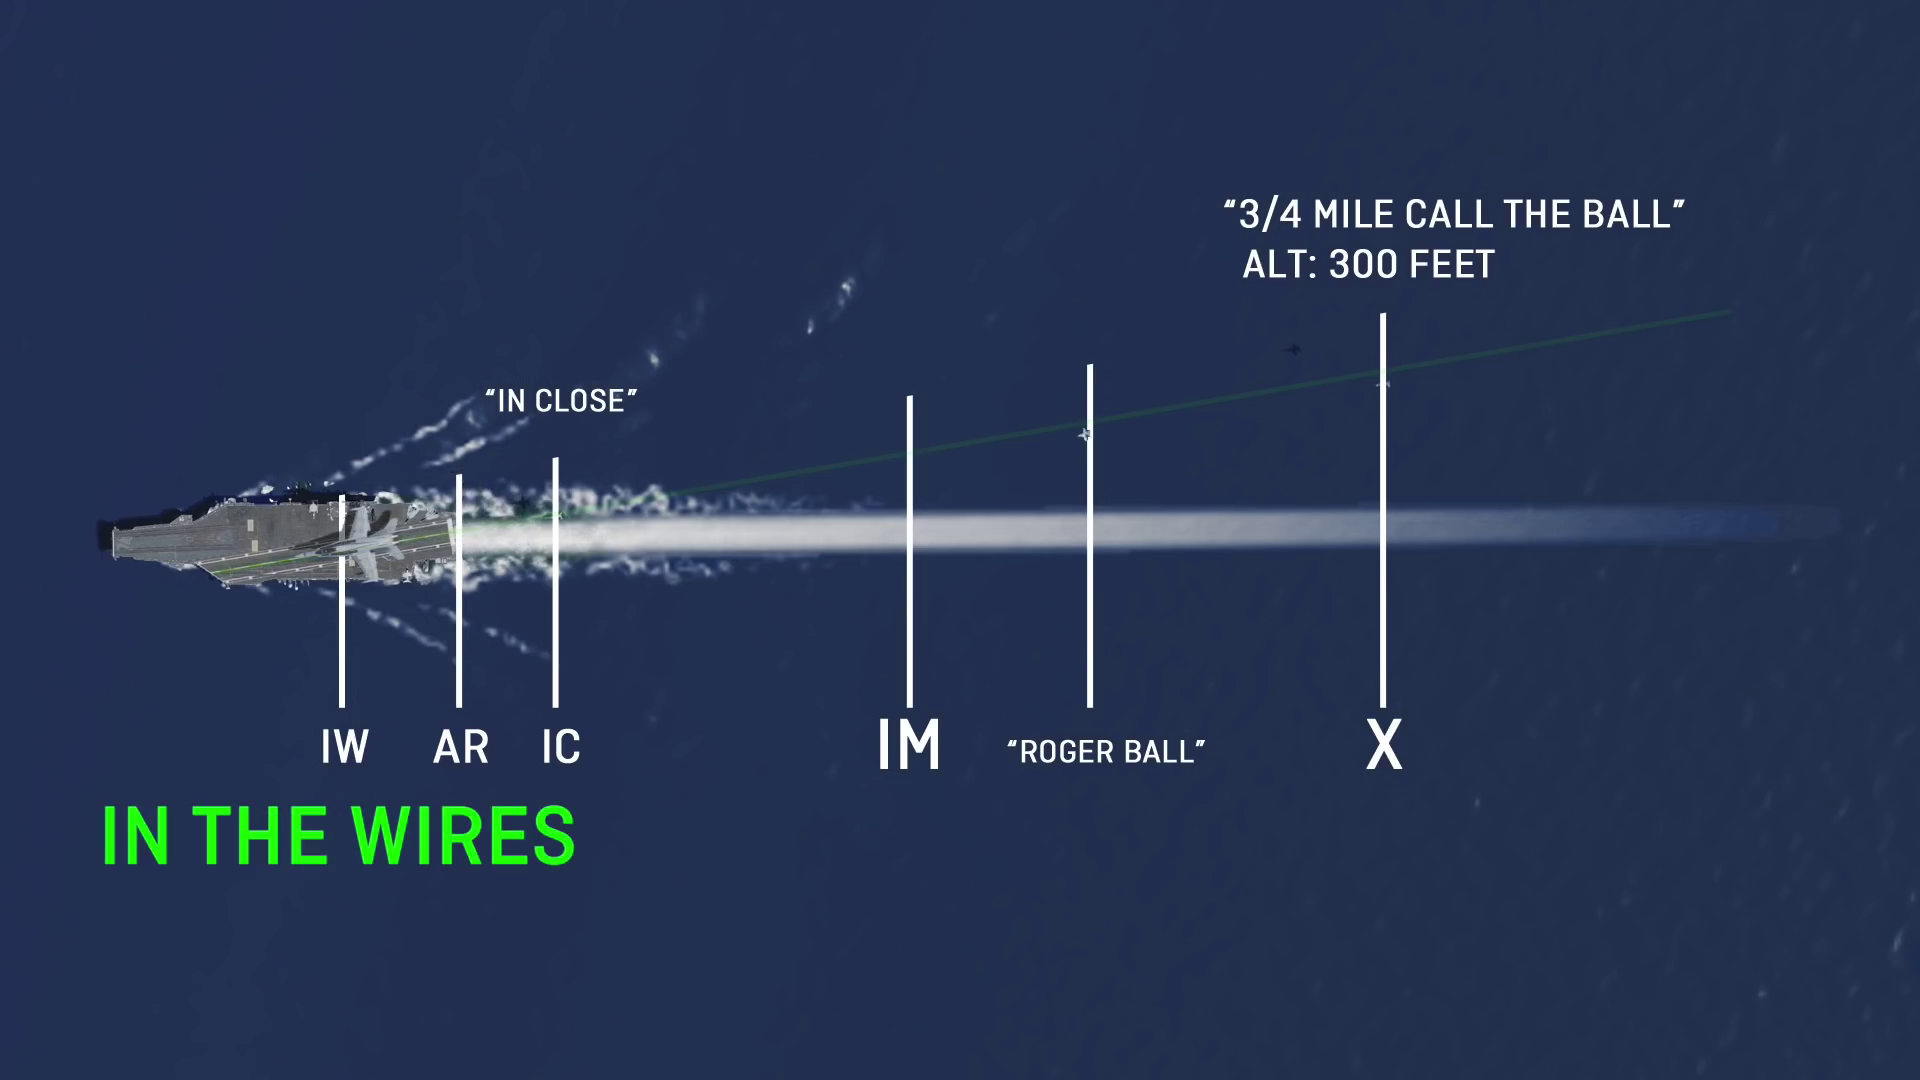 “3/4 MILE CALL THE BALL”
ALT: 300 FEET
“IN CLOSE”
IW
AR
IC
IM
“ROGER BALL”
X
IN THE WIRES